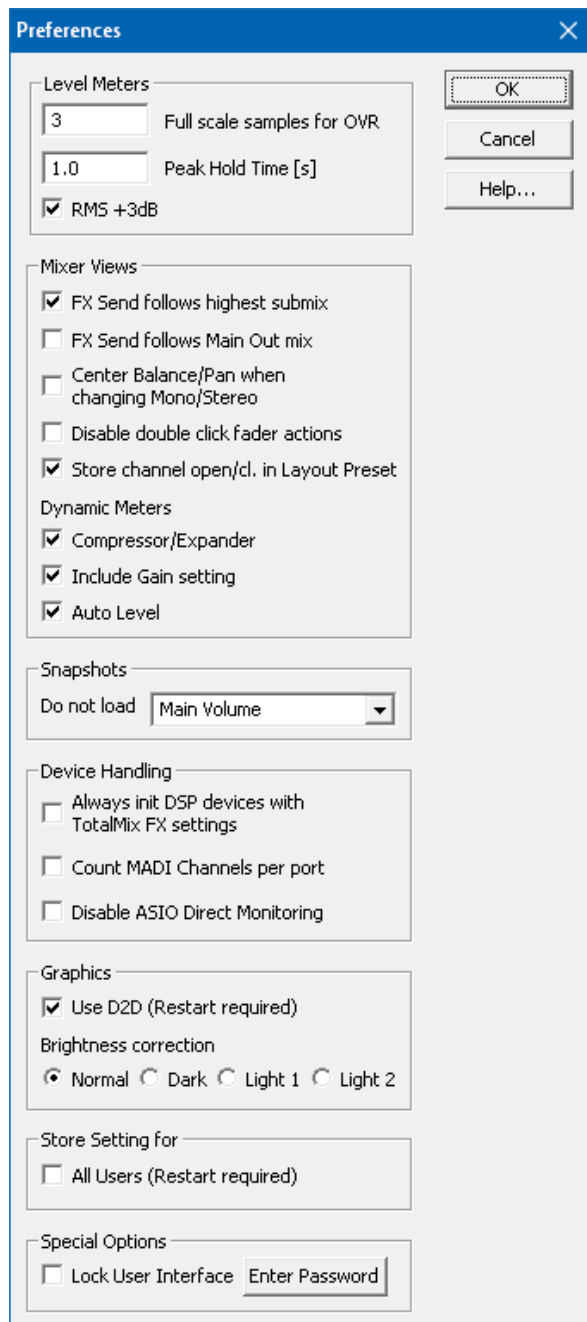 Preferences
Level Meters
OK
3 Full scale samples for OVR
Cancel
1.0 Peak Hold Time [s]
Help...
RMS +3dB
Mixer Views
FX Send follows highest submix
FX Send follows Main Out mix
Center Balance/Pan when
changing Mono/Stereo
Disable double click fader actions
Store channel open/cl. in Layout Preset
Dynamic Meters
Compressor/Expander
Include Gain setting
Auto Level
Snapshots
Do not load Main Volume
Device Handling
Always init DSP devices with
TotalMix FX settings
Count MADI Channels per port
Disable ASIO Direct Monitoring
Graphics
Use D2D (Restart required)
Brightness correction
Normal Dark Light 1 Light 2
Store Setting for
All Users (Restart required)
Special Options
Lock User Interface Enter Password